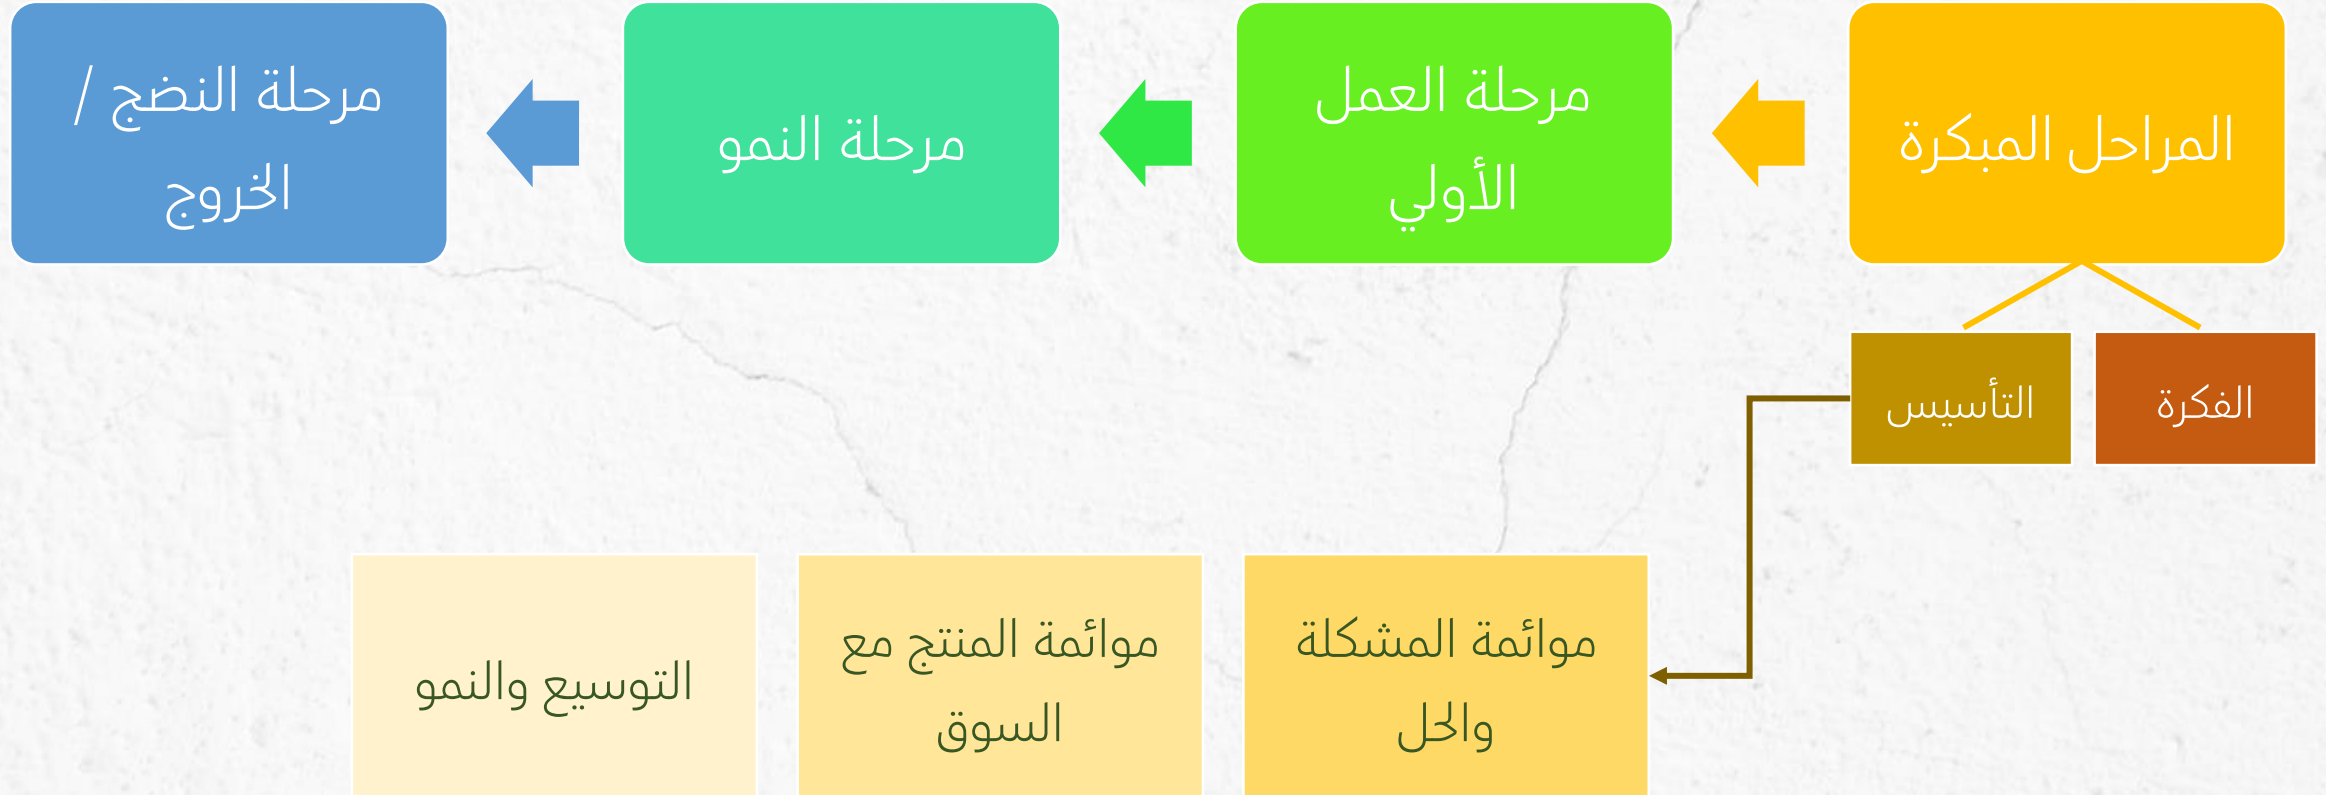 المراحل المبكرة
مرحلة العمل
الأولي
مرحلة النمو
مرحلة النضج /
الخروج
الفكرة
التأسيس
موائمة المشكلة
والحل
موائمة المنتج مع
السوق
التوسيع والنمو